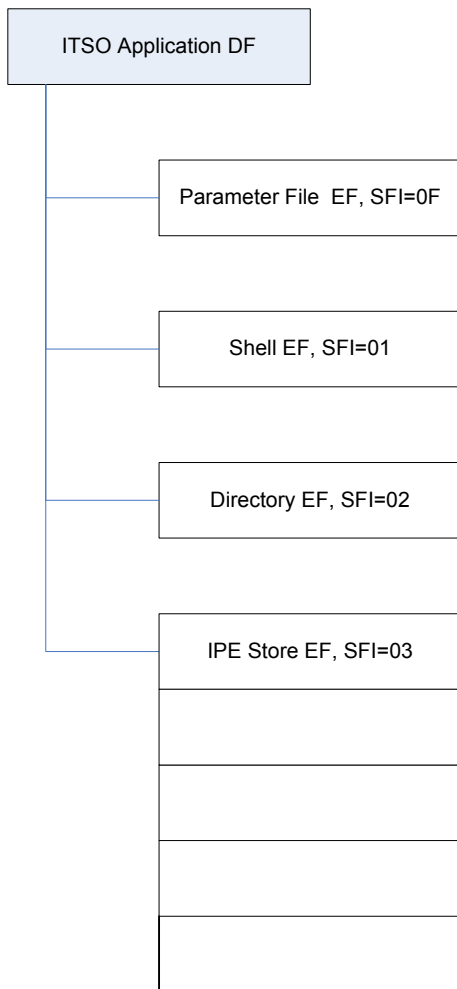 ITSO Application DF
Parameter File  EF, SFI=0F
Shell EF, SFI=01
Directory EF, SFI=02
IPE Store EF, SFI=03